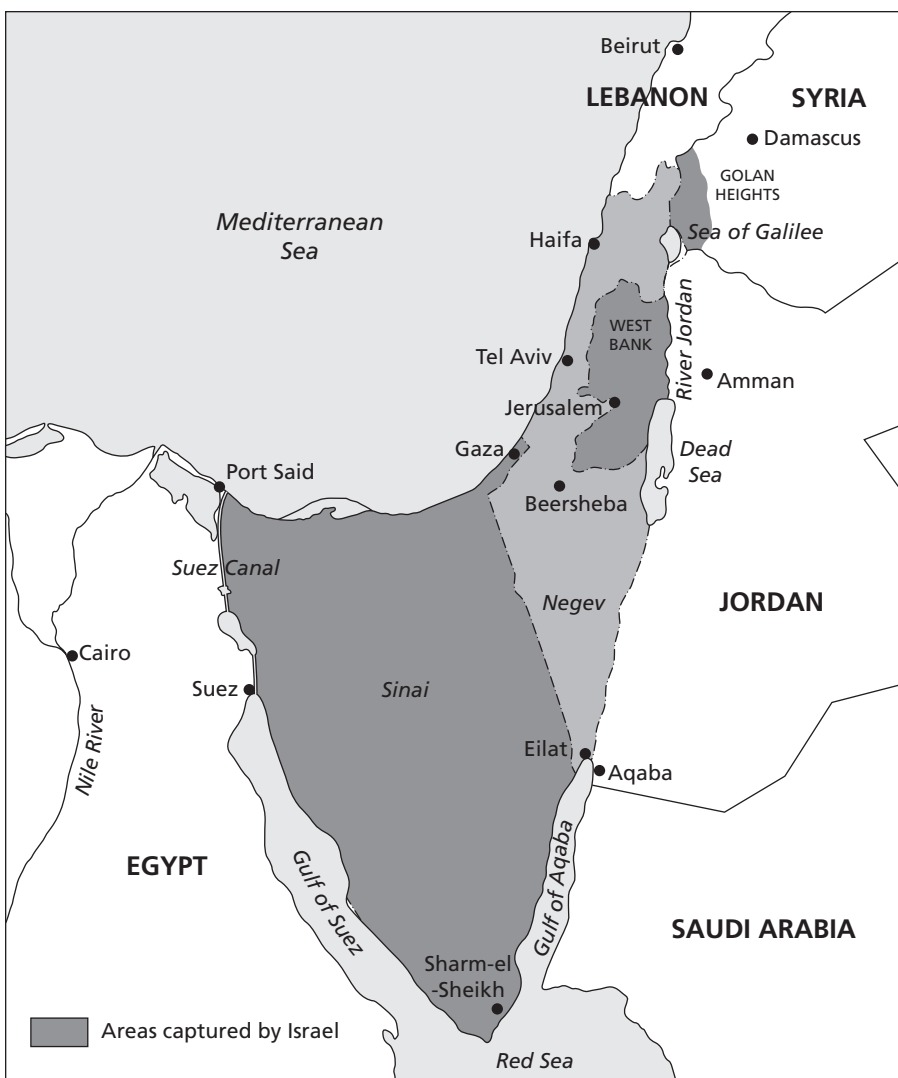 Beirut
LEBANON
SYRIA
Damascus
GOLAN
HEIGHTS
Mediterranean
Sea
Haifa
Sea of Galilee
WEST
BANK
River Jordan
Tel Aviv
Amman
Jerusalem
Gaza
Dead
Sea
Port Said
Beersheba
Suez Canal
Negev
JORDAN
Cairo
Suez
Sinai
Nile River
Eilat
Aqaba
EGYPT
Gulf of Suez
Gulf of Aqaba
SAUDI ARABIA
Sharm-el
-Sheikh
Areas captured by Israel
Red Sea